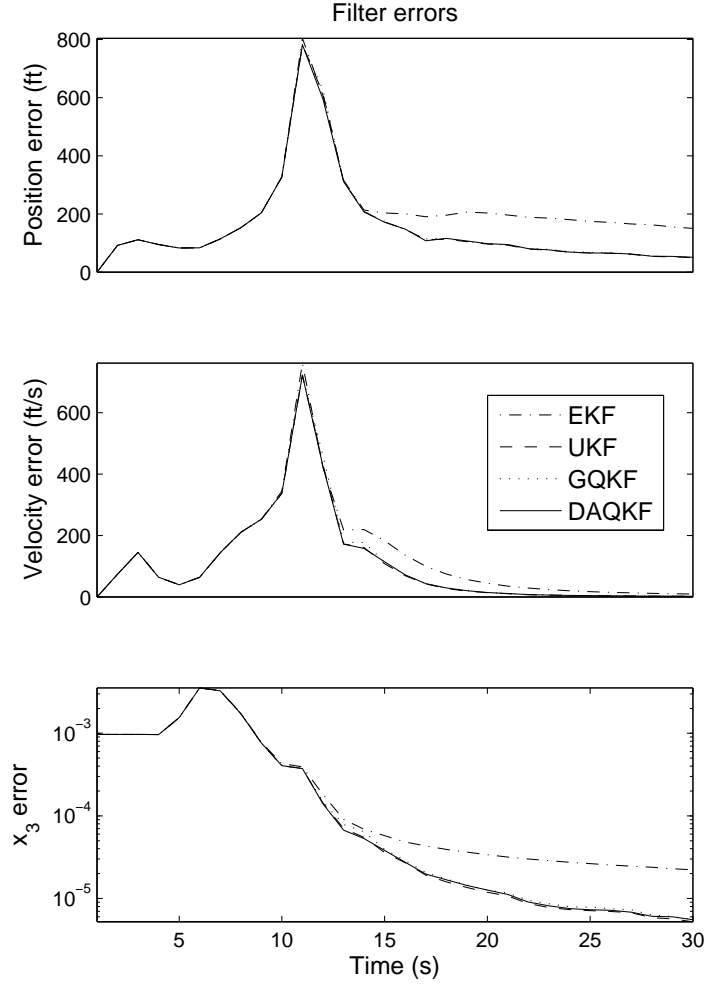 Filter errors
800
600
400
200
0
Position error (ft)
600
400
200
0
Velocity error (ft/s)
EKF
UKF
GQKF
DAQKF
10⁻³
10⁻⁴
10⁻⁵
x₃ error
5 10 15 20 25 30
Time (s)